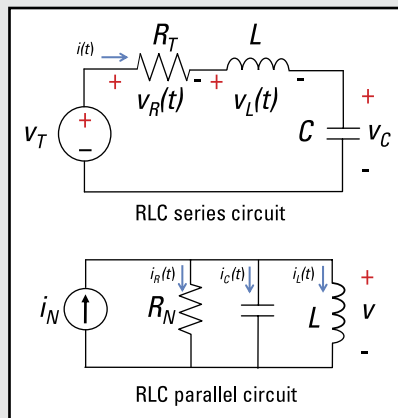 i(t) R_T L
+ + - + -
v_R(t) v_L(t) +
v_T + - C v_C
-
RLC series circuit
i_R(t) i_C(t) i_L(t) +
i_N R_N L v
-
RLC parallel circuit